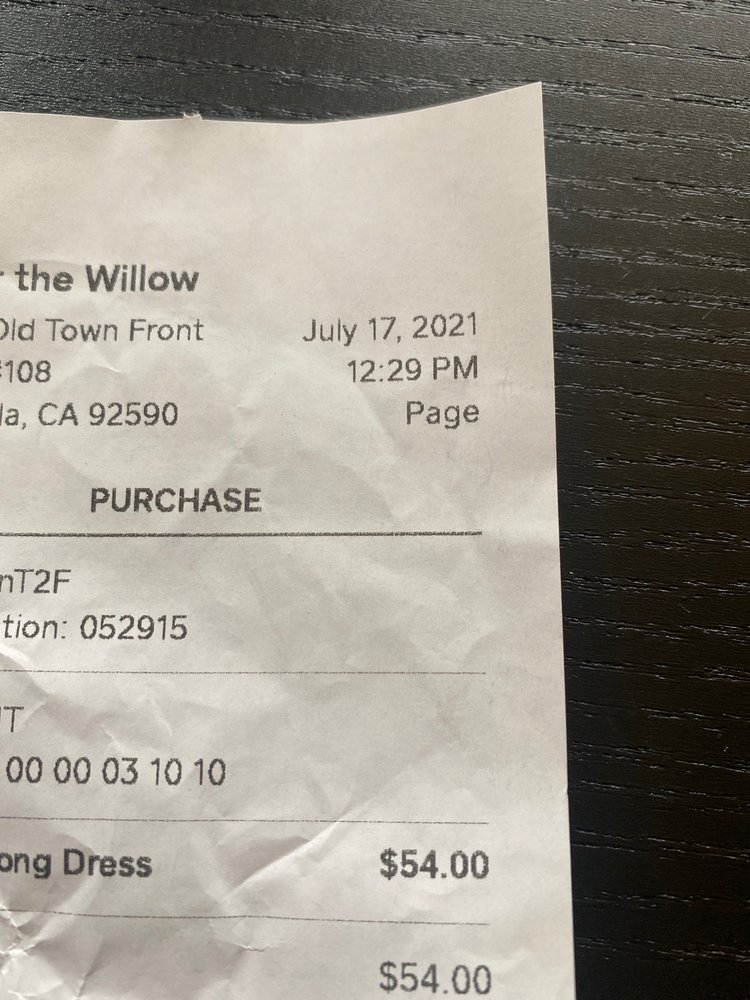 the Willow
Old Town Front
July 17, 2021
108
12:29 PM
la, CA 92590
Page
PURCHASE
nT2F
tion: 052915
T
00 00 03 10 10
ong Dress
$54.00
$54.00